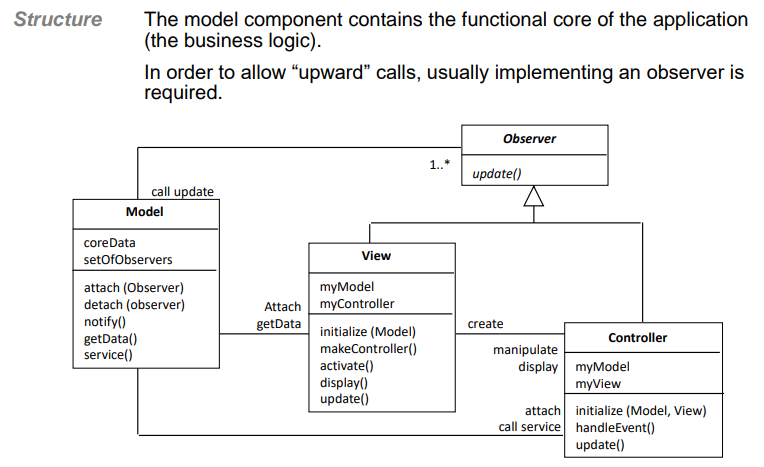 Structure
The model component contains the functional core of the application
(the business logic).
In order to allow “upward” calls, usually implementing an observer is
required.
Observer
update()
1..*
call update
Model
coreData
setOfObservers
attach (Observer)
detach (observer)
notify()
getData()
service()
Attach
getData
View
myModel
myController
initialize (Model)
makeController()
activate()
display()
update()
create
manipulate
display
Controller
myModel
myView
initialize (Model, View)
handleEvent()
update()
attach
call service